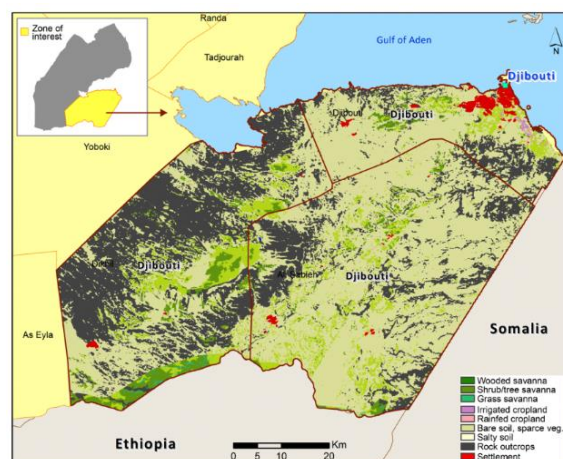 Zone of
interest
Randa
Tadjourah
Gulf of Aden
N
Djibouti
Djibouti
Djibouti
Yoboki
Djibouti
Ali Sabieh
Djibouti
As Eyla
Somalia
Ethiopia
0
10
20
Km
Wooded savanna
Shrub/tree savanna
Grass savanna
Irrigated cropland
Rainfed cropland
Bare soil, sparce veg.
Salty soil
Rock outcrops
Settlement